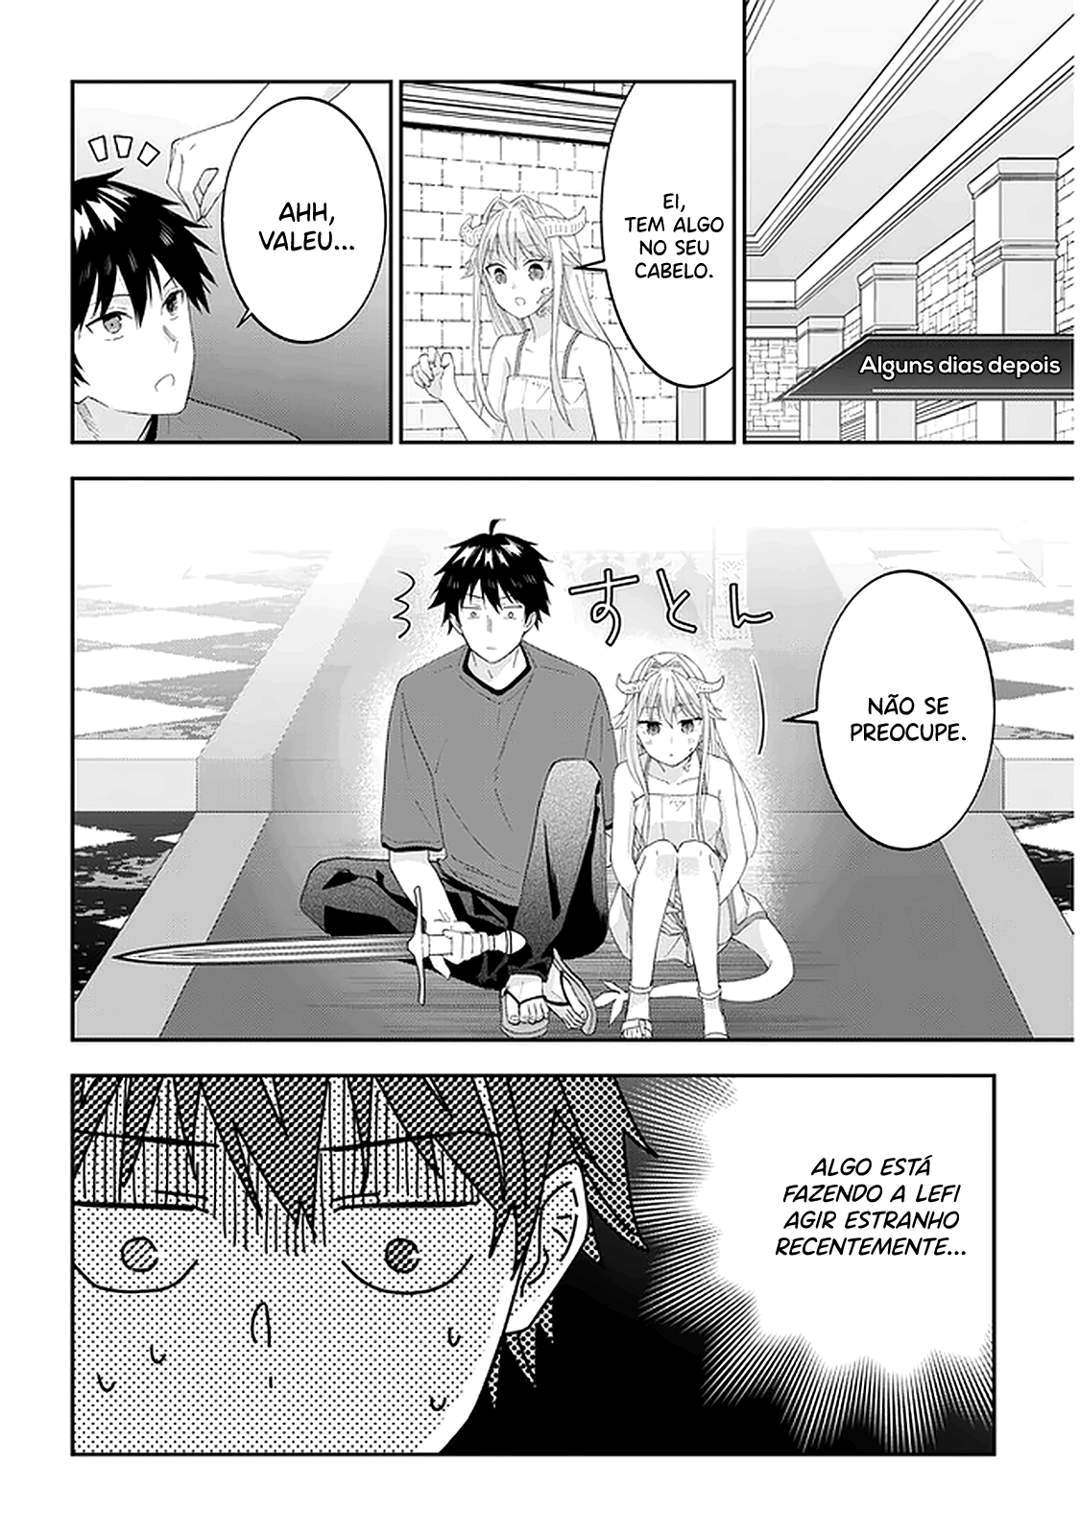 Alguns dias depois
EI,
TEM ALGO
NO SEU
CABELO.
AHH,
VALEU...
すとん
NÃO SE
PREOCUPE.
ALGO ESTÁ
FAZENDO A LEFI
AGIR ESTRANHO
RECENTEMENTE...